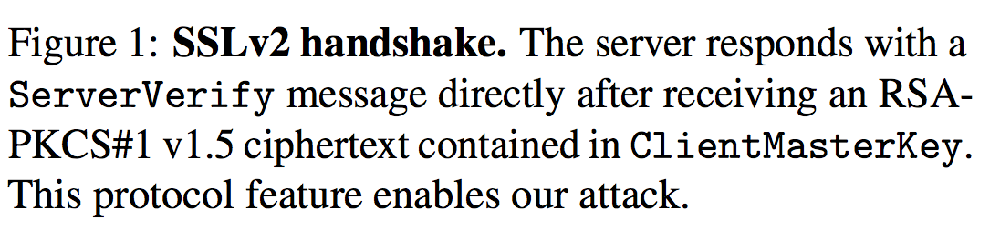 Figure 1: SSLv2 handshake. The server responds with a
ServerVerify message directly after receiving an RSA-
PKCS#1 v1.5 ciphertext contained in ClientMasterKey.
This protocol feature enables our attack.